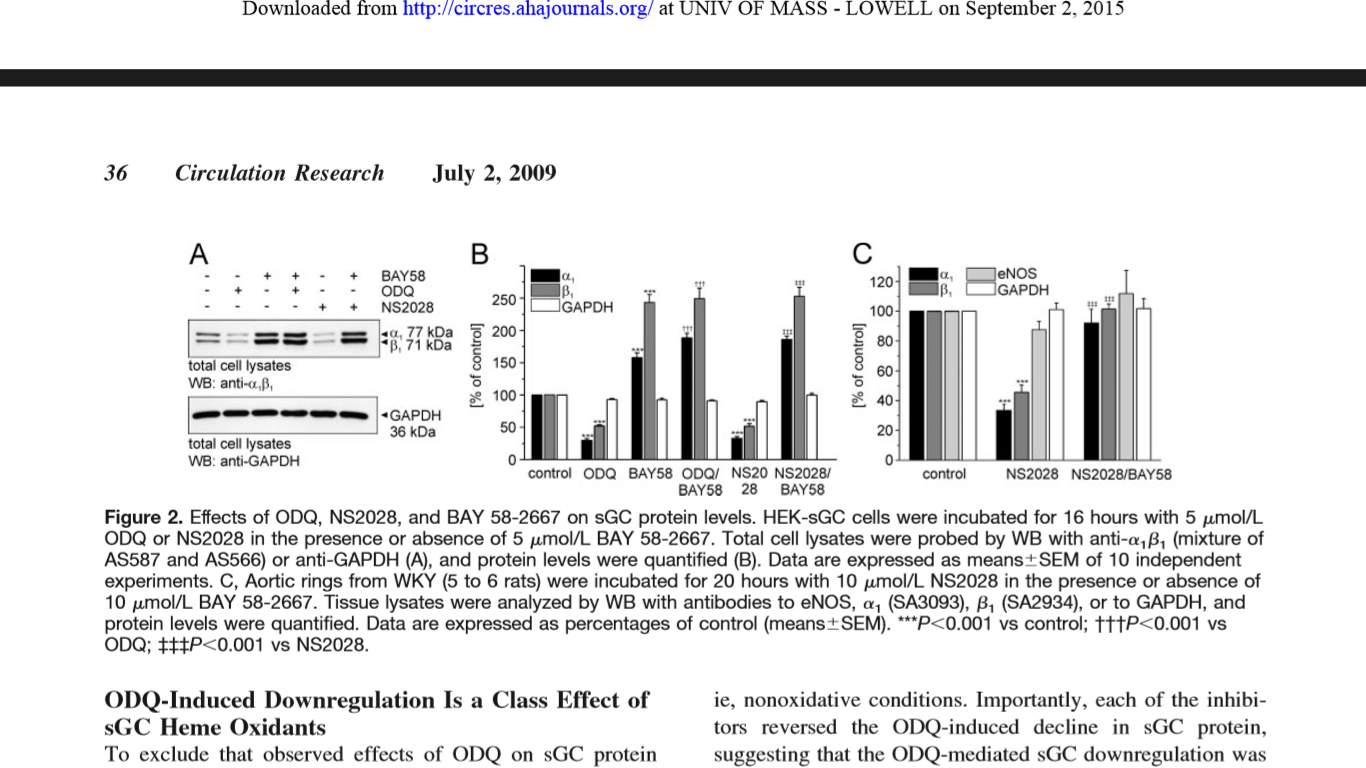 Downloaded from http://circres.ahajournals.org/ at UNIV OF MASS - LOWELL on September 2, 2015
36 Circulation Research July 2, 2009
A
- - + + - + BAY58
- + - + - - ODQ
- - - - + + NS2028
◄α₁ 77 kDa
◄β₁ 71 kDa
total cell lysates
WB: anti-α₁β₁
◄GAPDH
36 kDa
total cell lysates
WB: anti-GAPDH
B
α₁
β₁
GAPDH
[% of control]
250
200
150
100
50
0
*** *** *** *** ††† ††† *** *** ‡‡‡ ‡‡‡
control ODQ BAY58 ODQ/ NS20 NS2028/
BAY58 28 BAY58
C
α₁ eNOS
β₁ GAPDH
[% of control]
120
100
80
60
40
20
0
*** *** ‡‡‡ ‡‡‡
control NS2028 NS2028/BAY58
Figure 2. Effects of ODQ, NS2028, and BAY 58-2667 on sGC protein levels. HEK-sGC cells were incubated for 16 hours with 5 μmol/L
ODQ or NS2028 in the presence or absence of 5 μmol/L BAY 58-2667. Total cell lysates were probed by WB with anti-α₁β₁ (mixture of
AS587 and AS566) or anti-GAPDH (A), and protein levels were quantified (B). Data are expressed as means±SEM of 10 independent
experiments. C, Aortic rings from WKY (5 to 6 rats) were incubated for 20 hours with 10 μmol/L NS2028 in the presence or absence of
10 μmol/L BAY 58-2667. Tissue lysates were analyzed by WB with antibodies to eNOS, α₁ (SA3093), β₁ (SA2934), or to GAPDH, and
protein levels were quantified. Data are expressed as percentages of control (means±SEM). ***P<0.001 vs control; †††P<0.001 vs
ODQ; ‡‡‡P<0.001 vs NS2028.
ODQ-Induced Downregulation Is a Class Effect of
sGC Heme Oxidants
To exclude that observed effects of ODQ on sGC protein
ie, nonoxidative conditions. Importantly, each of the inhibi-
tors reversed the ODQ-induced decline in sGC protein,
suggesting that the ODQ-mediated sGC downregulation was